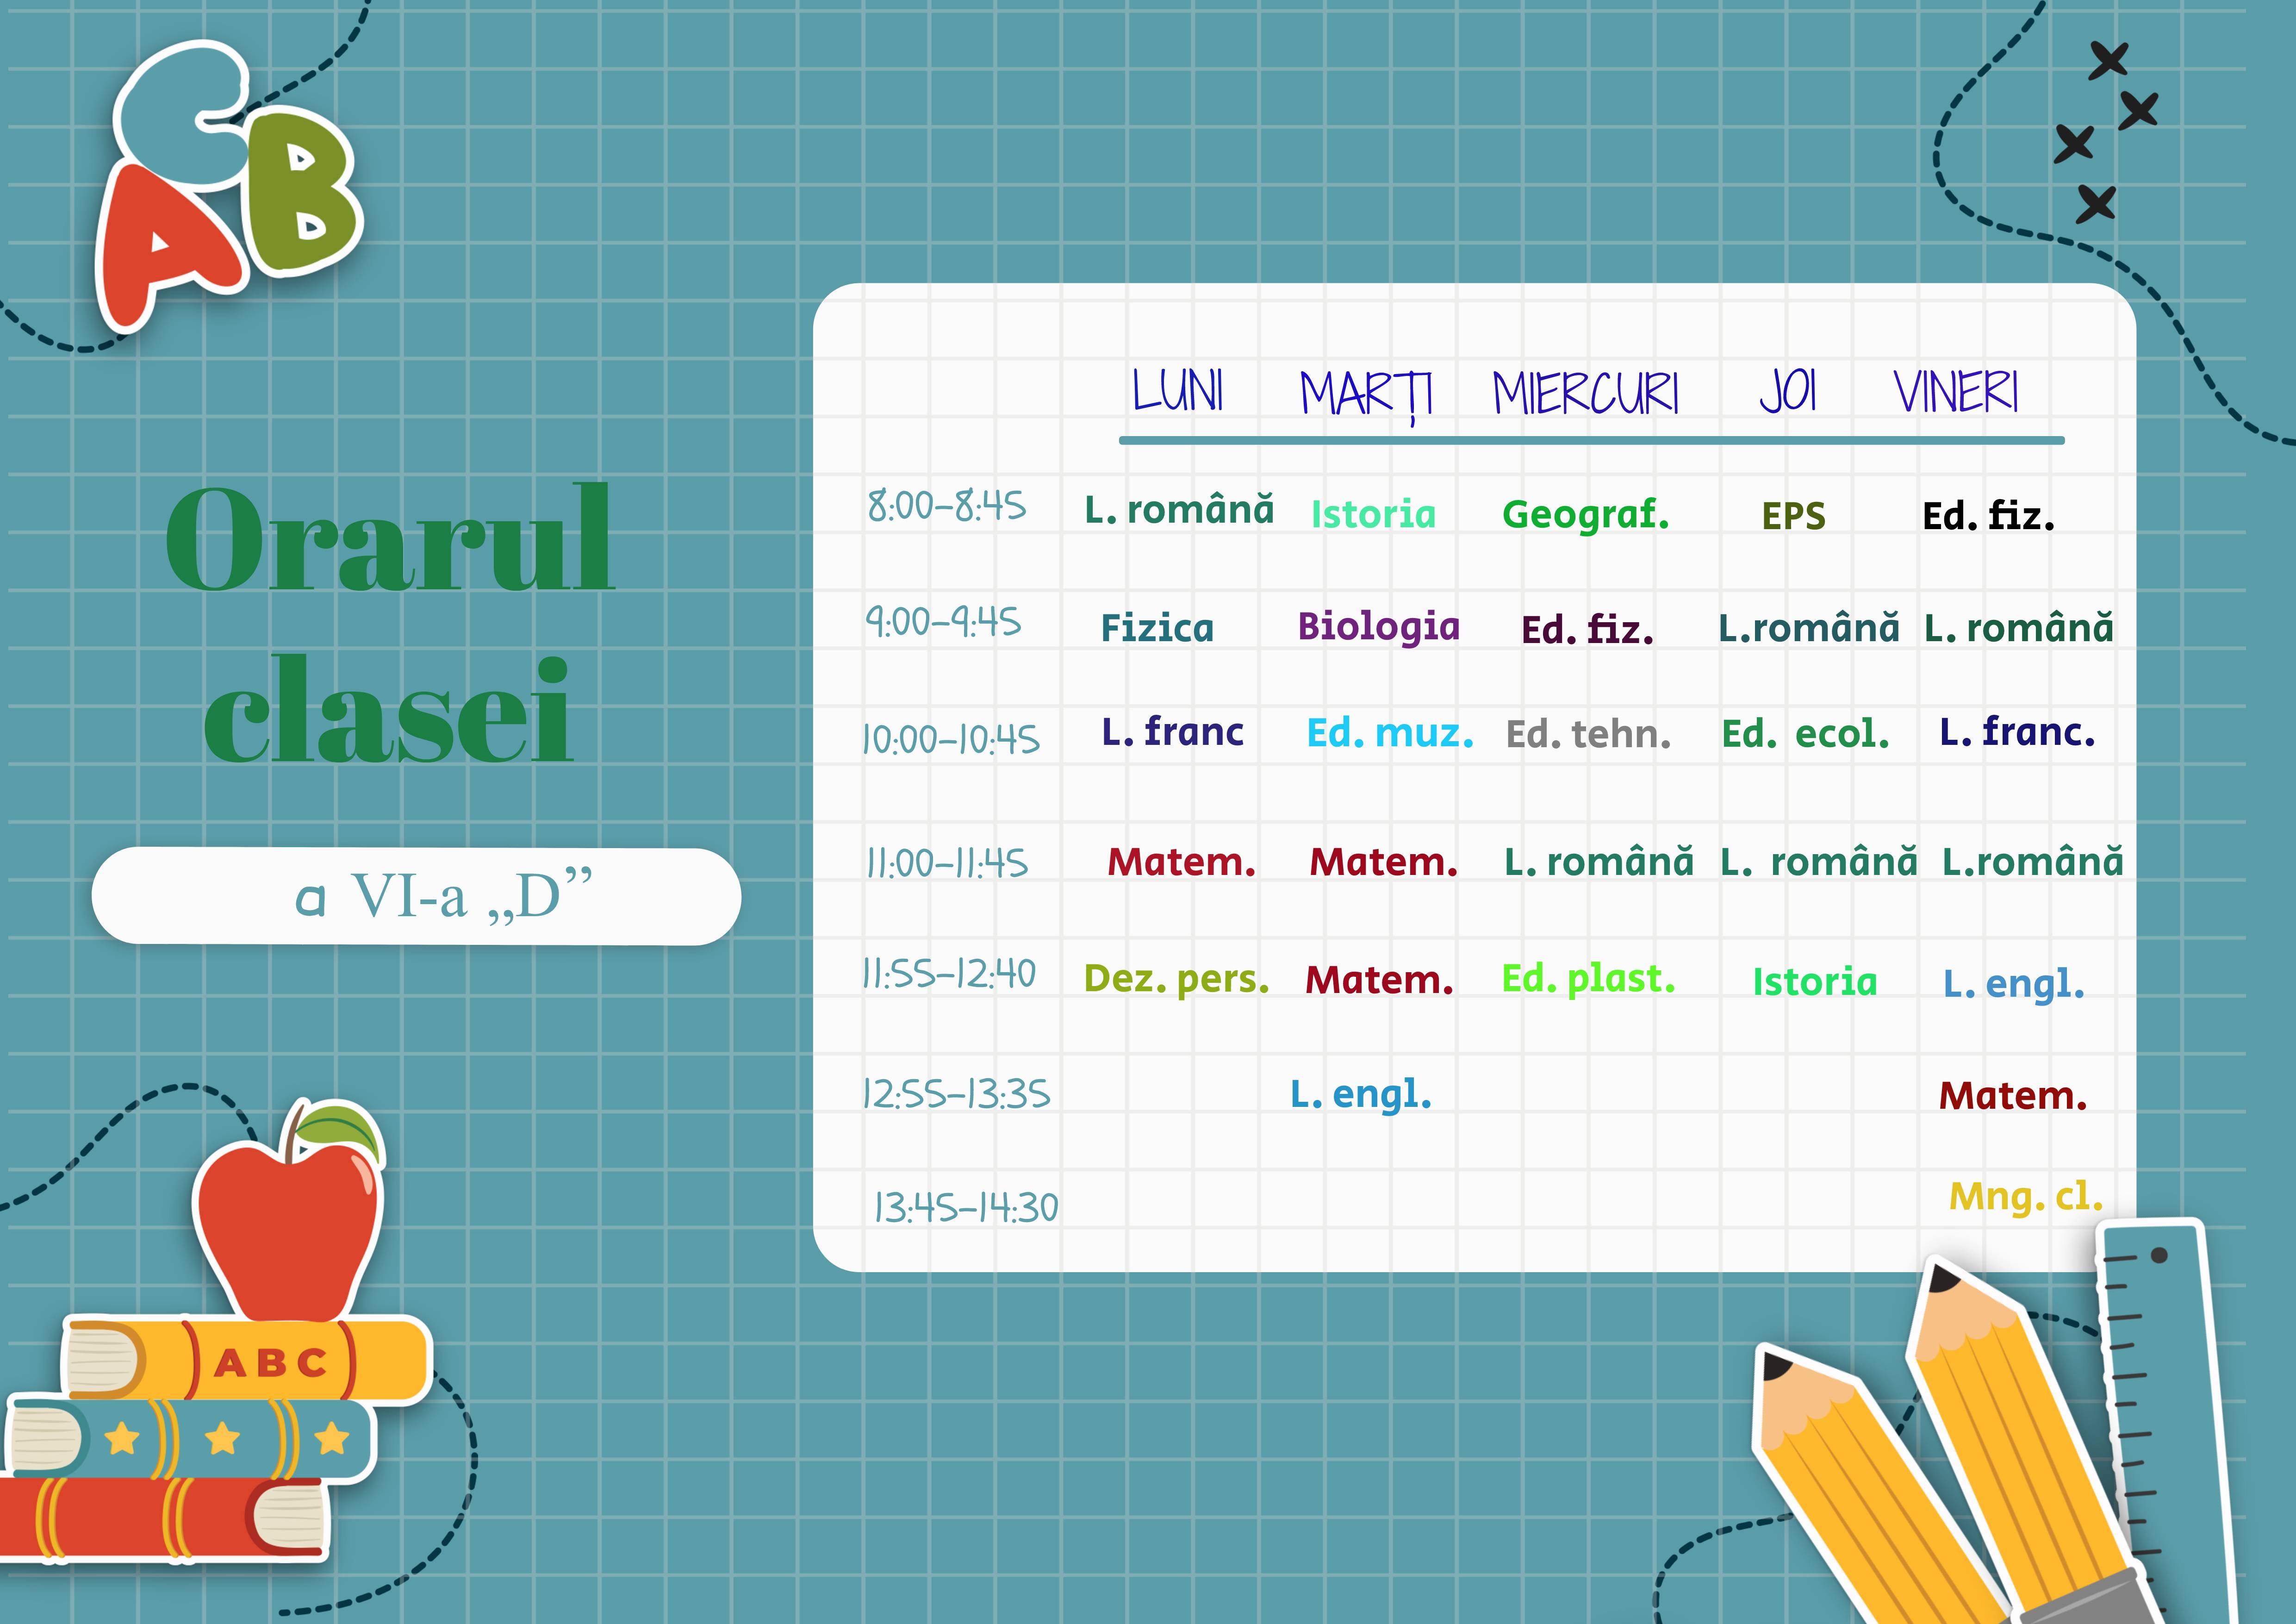 CAB
Orarul
clasei
a VI-a „D”
LUNI MARȚI MIERCURI JOI VINERI
8:00-8:45 L. română Istoria Geograf. EPS Ed. fiz.
9:00-9:45 Fizica Biologia Ed. fiz. L.română L. română
10:00-10:45 L. franc Ed. muz. Ed. tehn. Ed. ecol. L. franc.
11:00-11:45 Matem. Matem. L. română L. română L.română
11:55-12:40 Dez. pers. Matem. Ed. plast. Istoria L. engl.
12:55-13:35 L. engl. Matem.
13:45-14:30 Mng. cl.
ABC